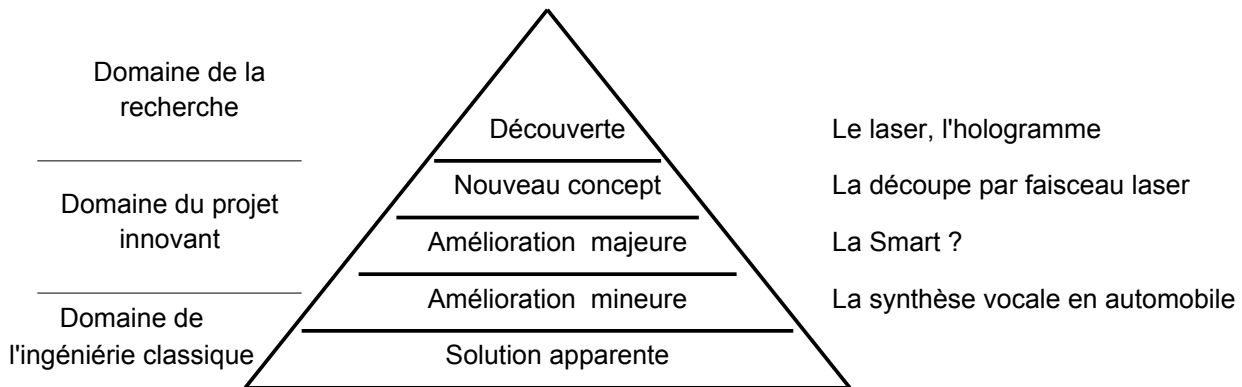 Domaine de la
recherche
Découverte
Le laser, l'hologramme
Domaine du projet
innovant
Nouveau concept
La découpe par faisceau laser
Amélioration majeure
La Smart ?
Amélioration mineure
La synthèse vocale en automobile
Domaine de
l'ingéniérie classique
Solution apparente